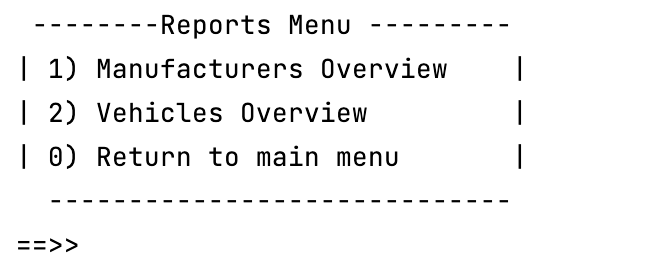 --------Reports Menu ---------
| 1) Manufacturers Overview    |
| 2) Vehicles Overview         |
| 0) Return to main menu       |
  -----------------------------
==>>